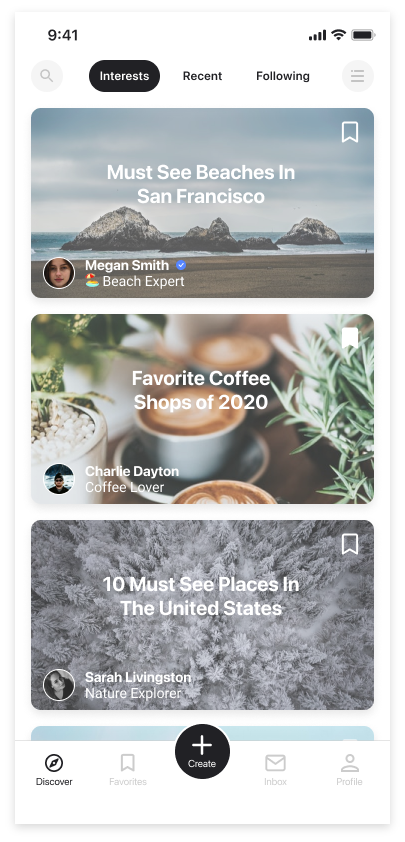 9:41
Interests
Recent
Following
Must See Beaches In
San Francisco
Megan Smith
🏖️ Beach Expert
Favorite Coffee
Shops of 2020
Charlie Dayton
Coffee Lover
10 Must See Places In
The United States
Sarah Livingston
Nature Explorer
Discover
Favorites
Create
Inbox
Profile